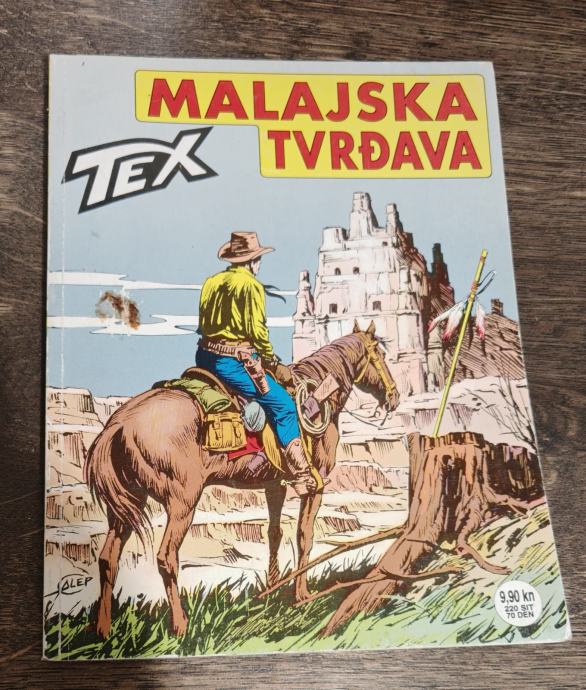 MALAJSKA
TVRĐAVA
TEX
GALEP
9,90 kn
220 SIT
70 DEN